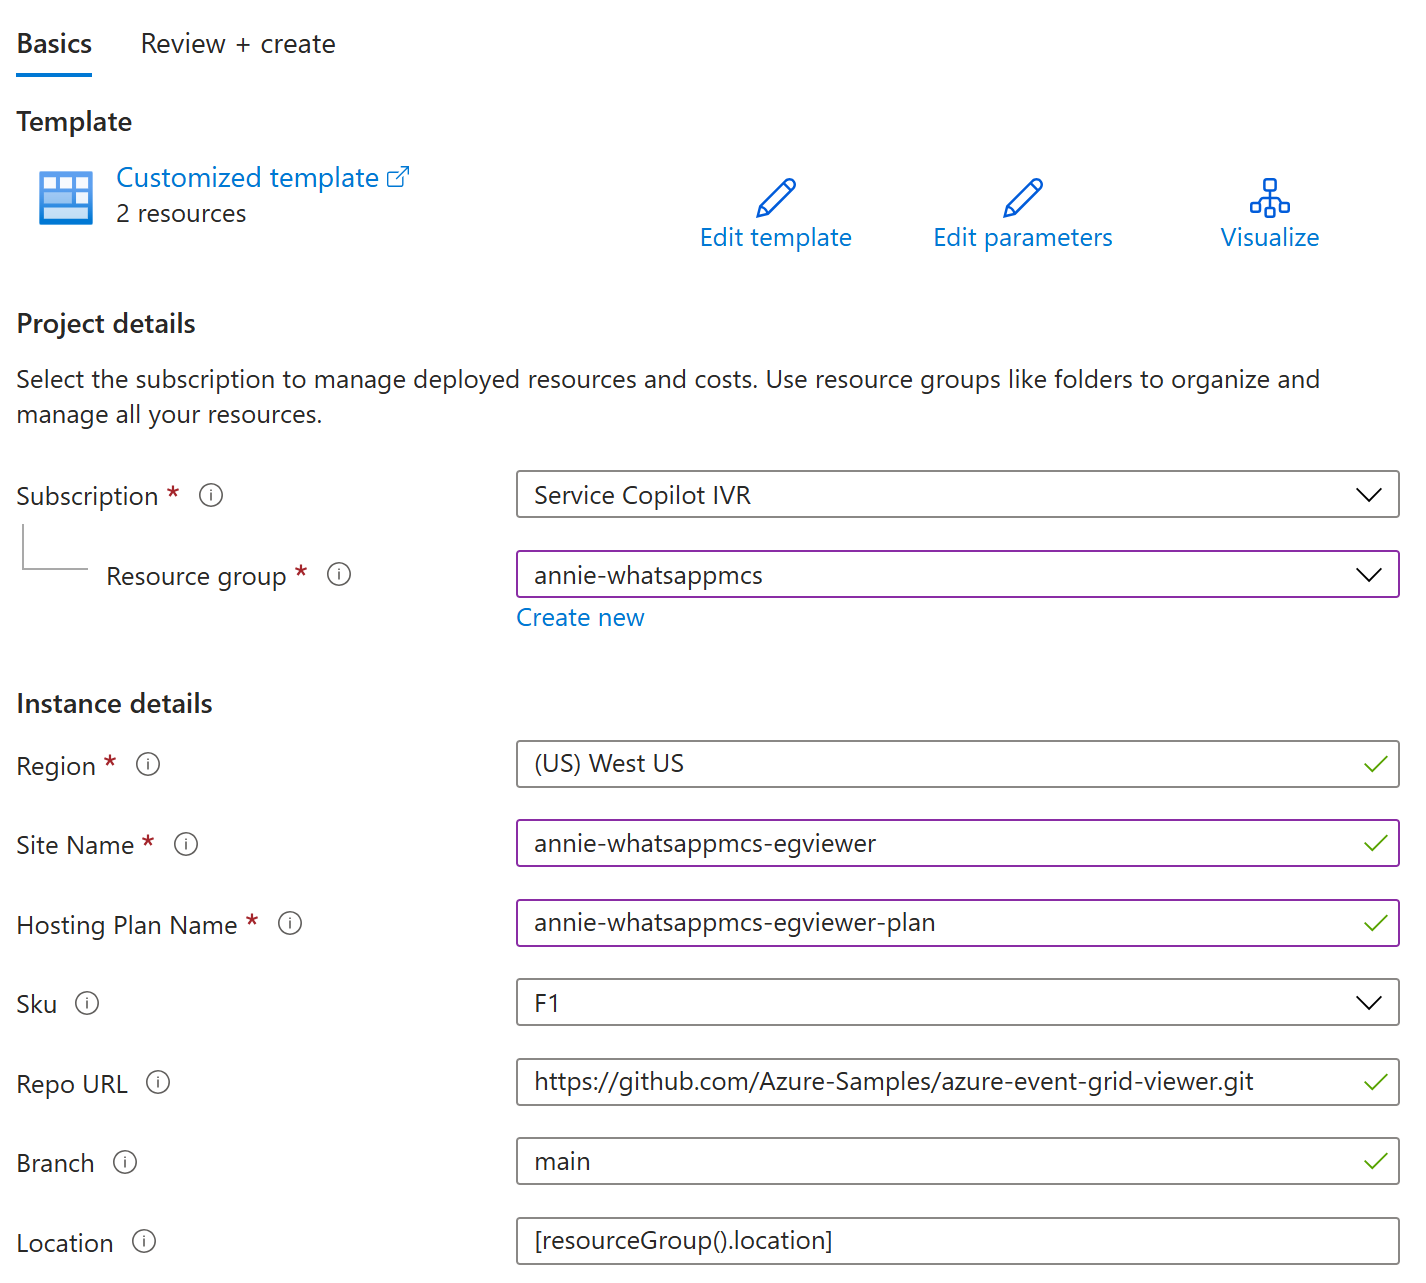 Basics Review + create
Template
Customized template
2 resources
Edit template Edit parameters Visualize
Project details
Select the subscription to manage deployed resources and costs. Use resource groups like folders to organize and
manage all your resources.
Subscription * Service Copilot IVR
Resource group * annie-whatsappmcs
Create new
Instance details
Region * (US) West US
Site Name * annie-whatsappmcs-egviewer
Hosting Plan Name * annie-whatsappmcs-egviewer-plan
Sku F1
Repo URL https://github.com/Azure-Samples/azure-event-grid-viewer.git
Branch main
Location [resourceGroup().location]